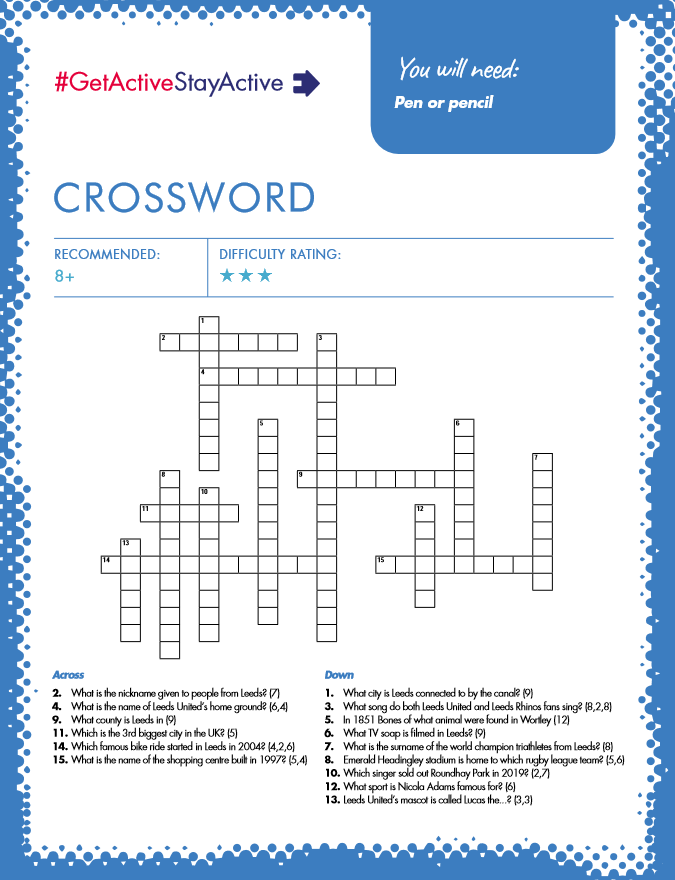 #GetActiveStayActive
You will need:
Pen or pencil
CROSSWORD
RECOMMENDED:
8+
DIFFICULTY RATING:
1
2
3
4
5
6
7
8
9
10
11
12
13
14
15
Across
2. What is the nickname given to people from Leeds? (7)
4. What is the name of Leeds United's home ground? (6,4)
9. What county is Leeds in (9)
11. Which is the 3rd biggest city in the UK? (5)
14. Which famous bike ride started in Leeds in 2004? (4,2,6)
15. What is the name of the shopping centre built in 1997? (5,4)
Down
1. What city is Leeds connected to by the canal? (9)
3. What song do both Leeds United and Leeds Rhinos fans sing? (8,2,8)
5. In 1851 Bones of what animal were found in Wortley (12)
6. What TV soap is filmed in Leeds? (9)
7. What is the surname of the world champion triathletes from Leeds? (8)
8. Emerald Headingley stadium is home to which rugby league team? (5,6)
10. Which singer sold out Roundhay Park in 2019? (2,7)
12. What sport is Nicola Adams famous for? (6)
13. Leeds United's mascot is called Lucas the...? (3,3)